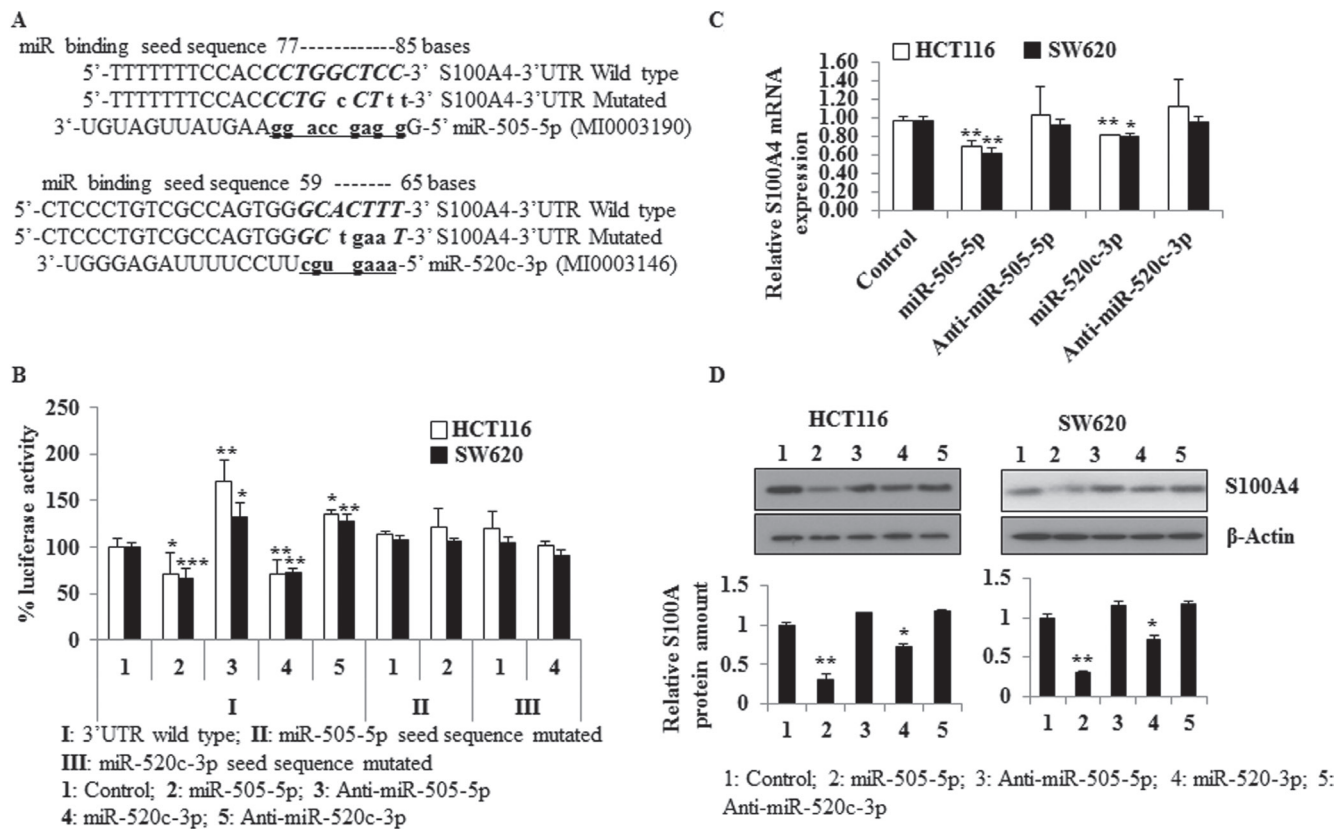 A
miR binding seed sequence 77------------85 bases
5’-TTTTTTTCCACCCTGGCTCC-3’ S100A4-3’UTR Wild type
5’-TTTTTTTCCACCCTG c CT t t-3’ S100A4-3’UTR Mutated
3‘-UGUAGUUAUGAAgg acc gag gG-5’ miR-505-5p (MI0003190)
miR binding seed sequence 59 ------- 65 bases
5’-CTCCCTGTCGCCAGTGGGCACTTT-3’ S100A4-3’UTR Wild type
5’-CTCCCTGTCGCCAGTGGGC t gaa T-3’ S100A4-3’UTR Mutated
3’-UGGGAGAUUUUCCUUcgu gaaa-5’ miR-520c-3p (MI0003146)
B
% luciferase activity
250
200
150
100
50
0
HCT116
SW620
* *** ** * ** ** * **
1 2 3 4 5 1 2 1 4
I II III
I: 3’UTR wild type; II: miR-505-5p seed sequence mutated
III: miR-520c-3p seed sequence mutated
1: Control; 2: miR-505-5p; 3: Anti-miR-505-5p
4: miR-520c-3p; 5: Anti-miR-520c-3p
C
Relative S100A4 mRNA
expression
HCT116 SW620
1.60
1.40
1.20
1.00
0.80
0.60
0.40
0.20
0.00
** ** ** *
Control
miR-505-5p
Anti-miR-505-5p
miR-520c-3p
Anti-miR-520c-3p
D
HCT116
1 2 3 4 5
SW620
1 2 3 4 5
S100A4
β-Actin
Relative S100A
protein amount
1.5
1
0.5
0
** *
1 2 3 4 5
1.5
1
0.5
0
** *
1 2 3 4 5
1: Control; 2: miR-505-5p; 3: Anti-miR-505-5p; 4: miR-520-3p; 5:
Anti-miR-520c-3p